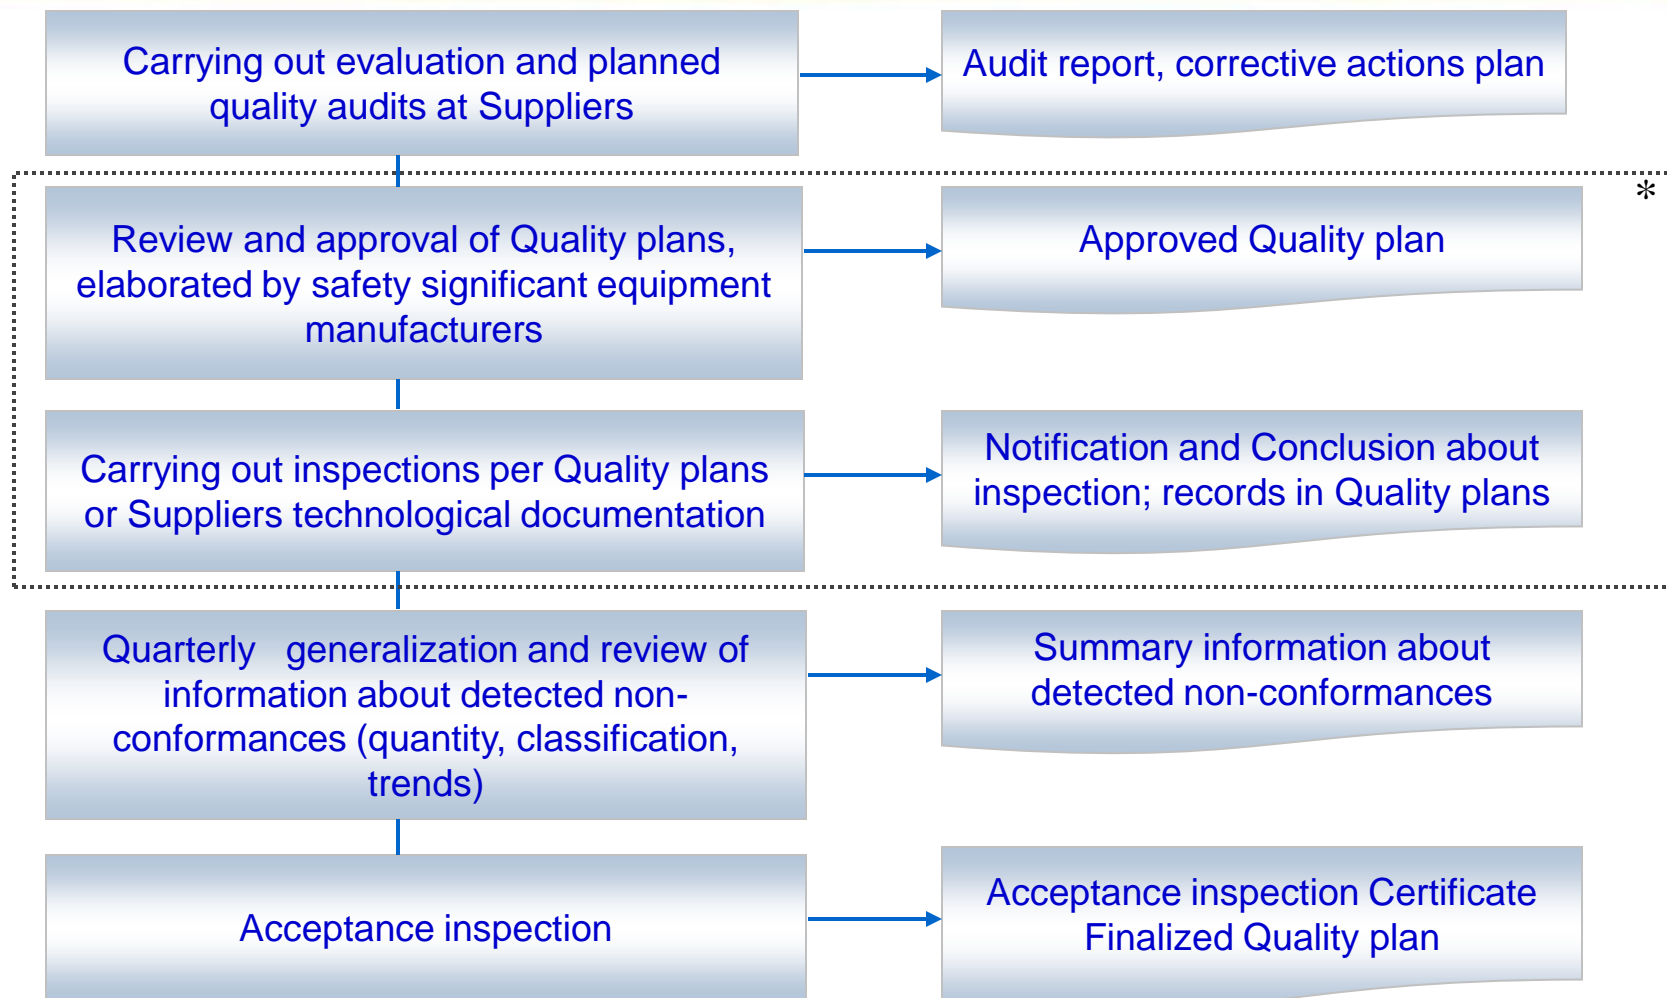 Carrying out evaluation and planned
quality audits at Suppliers
Audit report, corrective actions plan
*
Review and approval of Quality plans,
elaborated by safety significant equipment
manufacturers
Approved Quality plan
Carrying out inspections per Quality plans
or Suppliers technological documentation
Notification and Conclusion about
inspection; records in Quality plans
Quarterly generalization and review of
information about detected non-
conformances (quantity, classification,
trends)
Summary information about
detected non-conformances
Acceptance inspection
Acceptance inspection Certificate
Finalized Quality plan